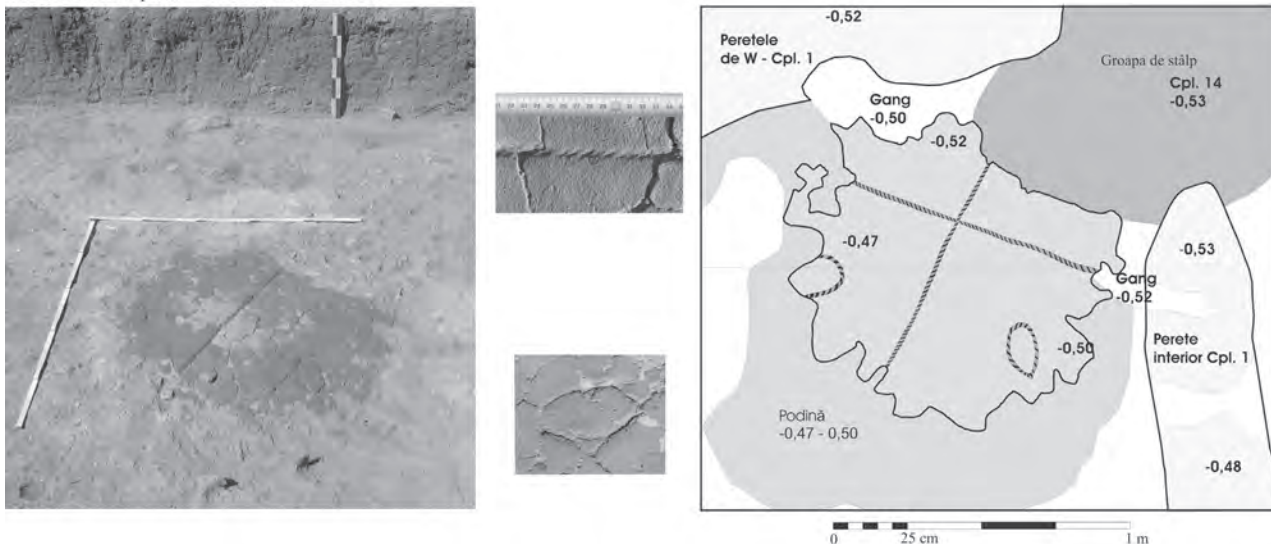 -0,52
Peretele
de W - Cpl. 1
Groapa de stâlp
Cpl. 14
-0,53
Gang
-0,50
-0,52
-0,47
-0,53
Gang
-0,52
-0,50
Perete
interior Cpl. 1
Podină
-0,47 - 0,50
-0,48
0
25 cm
1 m